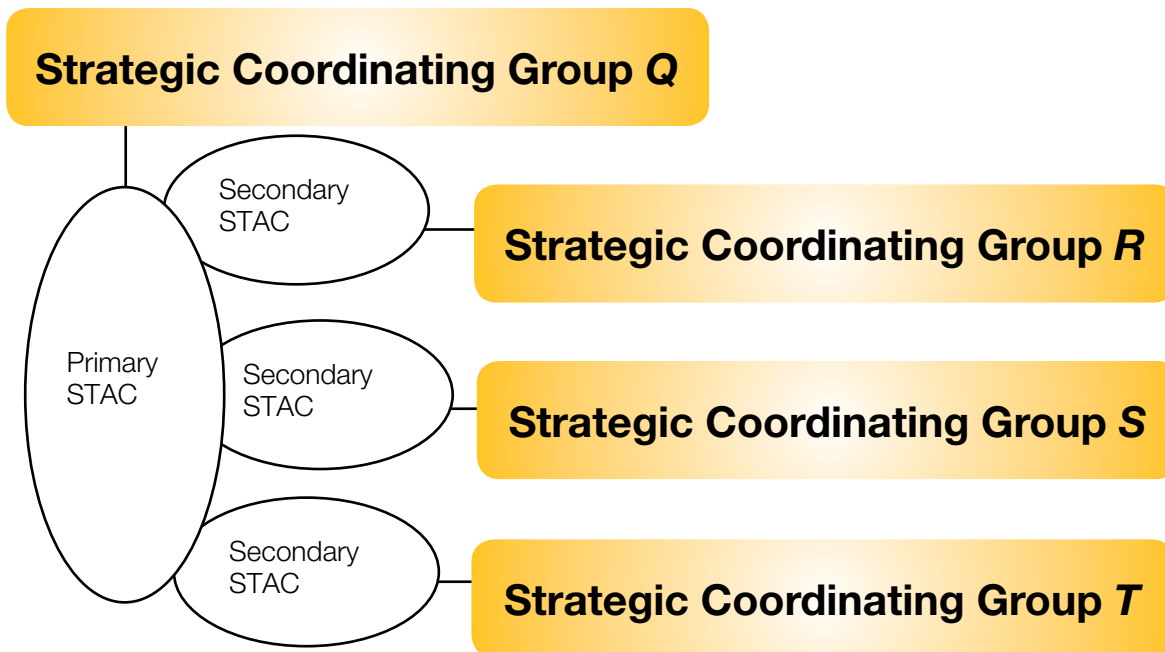 Strategic Coordinating Group Q
Secondary
STAC
Strategic Coordinating Group R
Primary
STAC
Secondary
STAC
Strategic Coordinating Group S
Secondary
STAC
Strategic Coordinating Group T